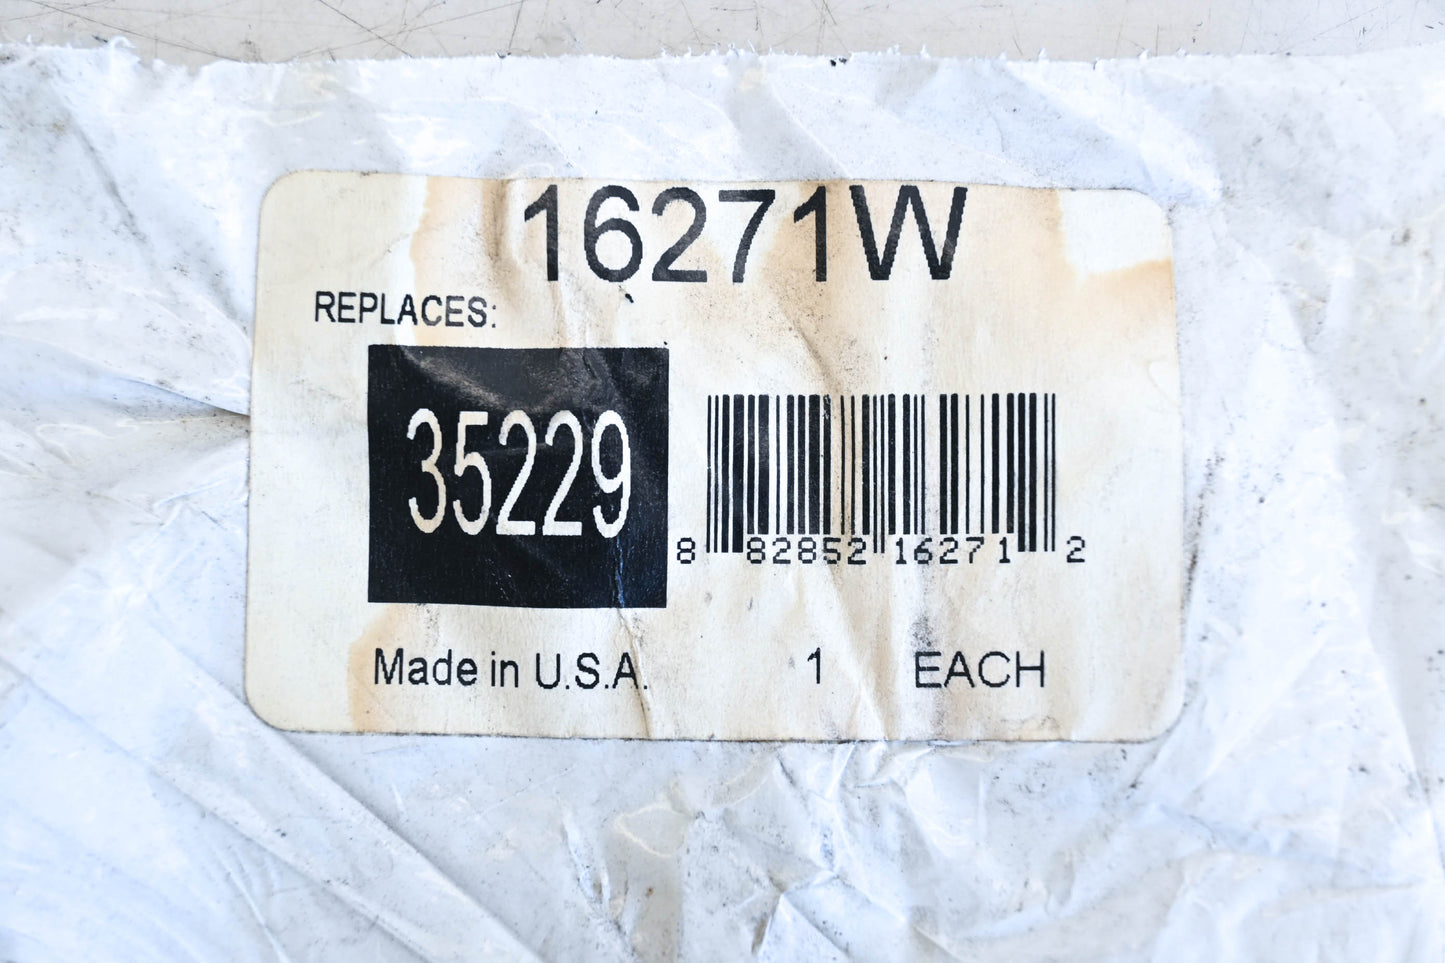 16271W
REPLACES:
35229
8 82852 16271 2
Made in U.S.A. 1 EACH